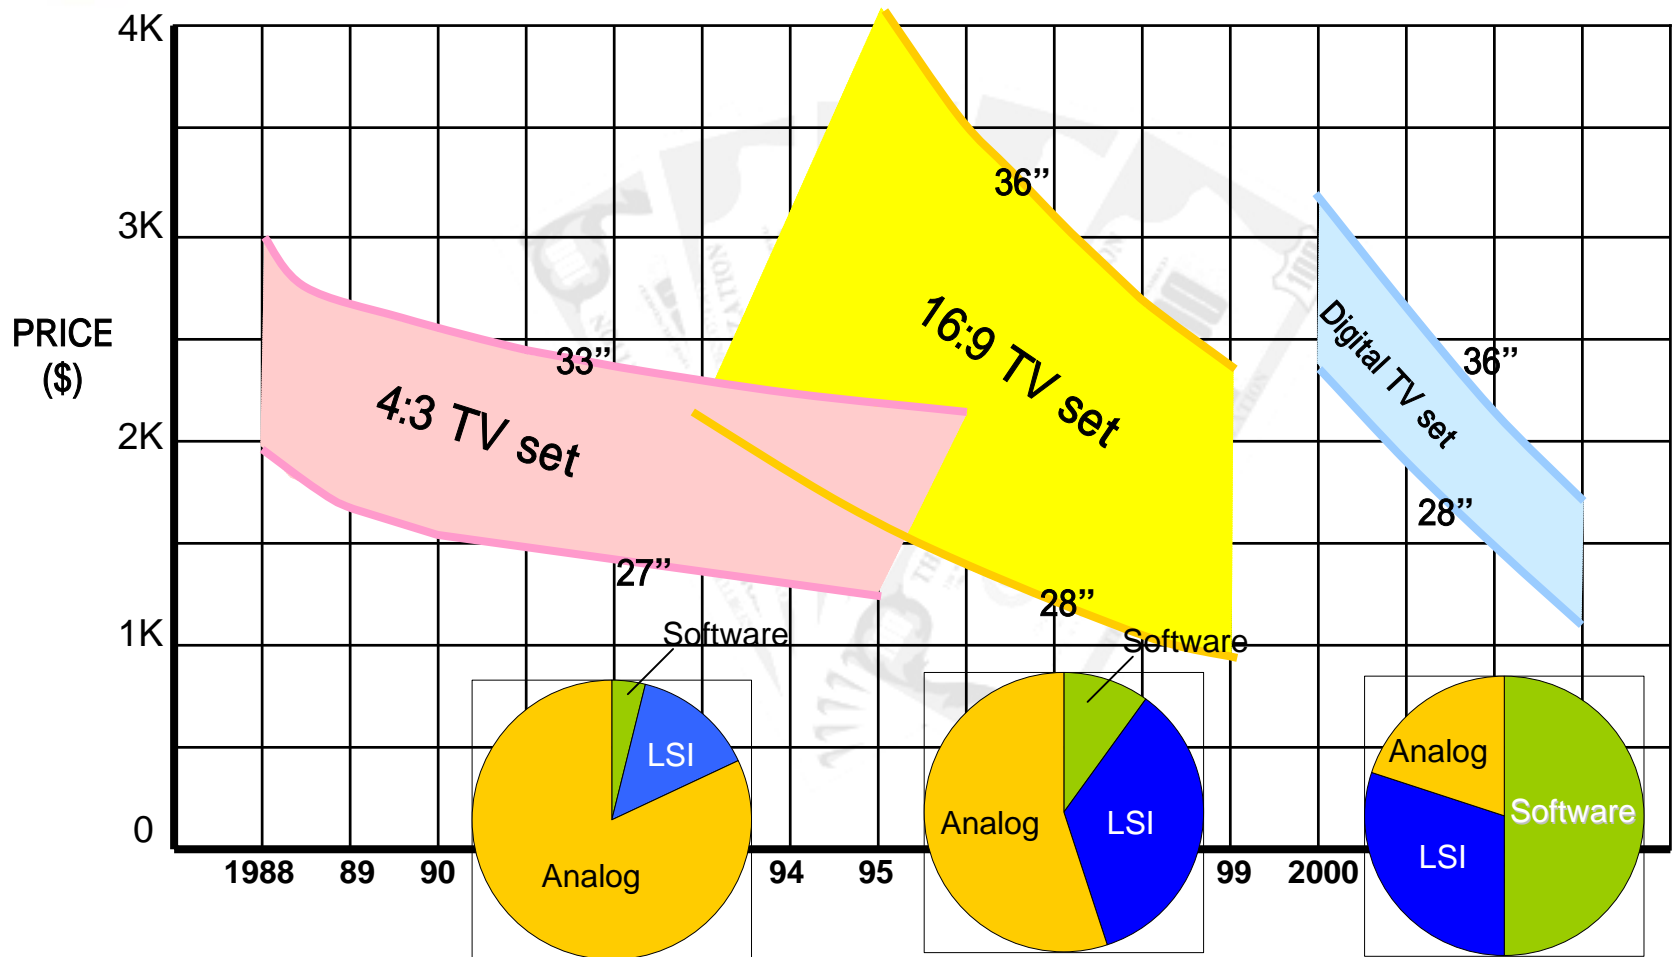 4K
3K
PRICE
($)
2K
1K
0
36”
33”
4:3 TV set
16:9 TV set
Digital TV set
36”
28”
27”
28”
Software
LSI
Analog
Software
Analog
LSI
Analog
Software
LSI
1988 89 90 94 95 99 2000